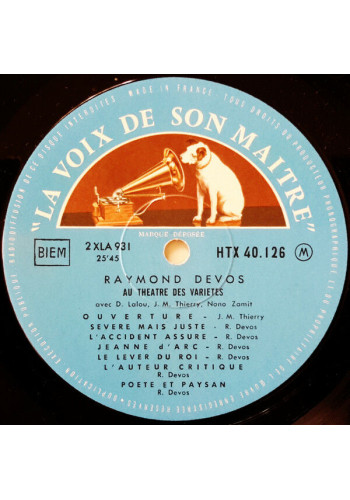 MADE IN FRANCE
"LA VOIX DE SON MAITRE"
MARQUE DÉPOSÉE
BIEM
2 XLA 931
25'45
HTX 40.126
M
RAYMOND DEVOS
AU THEATRE DES VARIETES
avec D. Lalou, J. M. Thierry, Nono Zamit
OUVERTURE - J. M. Thierry
SEVERE MAIS JUSTE - R. Devos
L'ACCIDENT ASSURE - R. Devos
JEANNE d'ARC - R. Devos
LE LEVER DU ROI - R. Devos
L'AUTEUR CRITIQUE
R. Devos
POETE ET PAYSAN
R. Devos